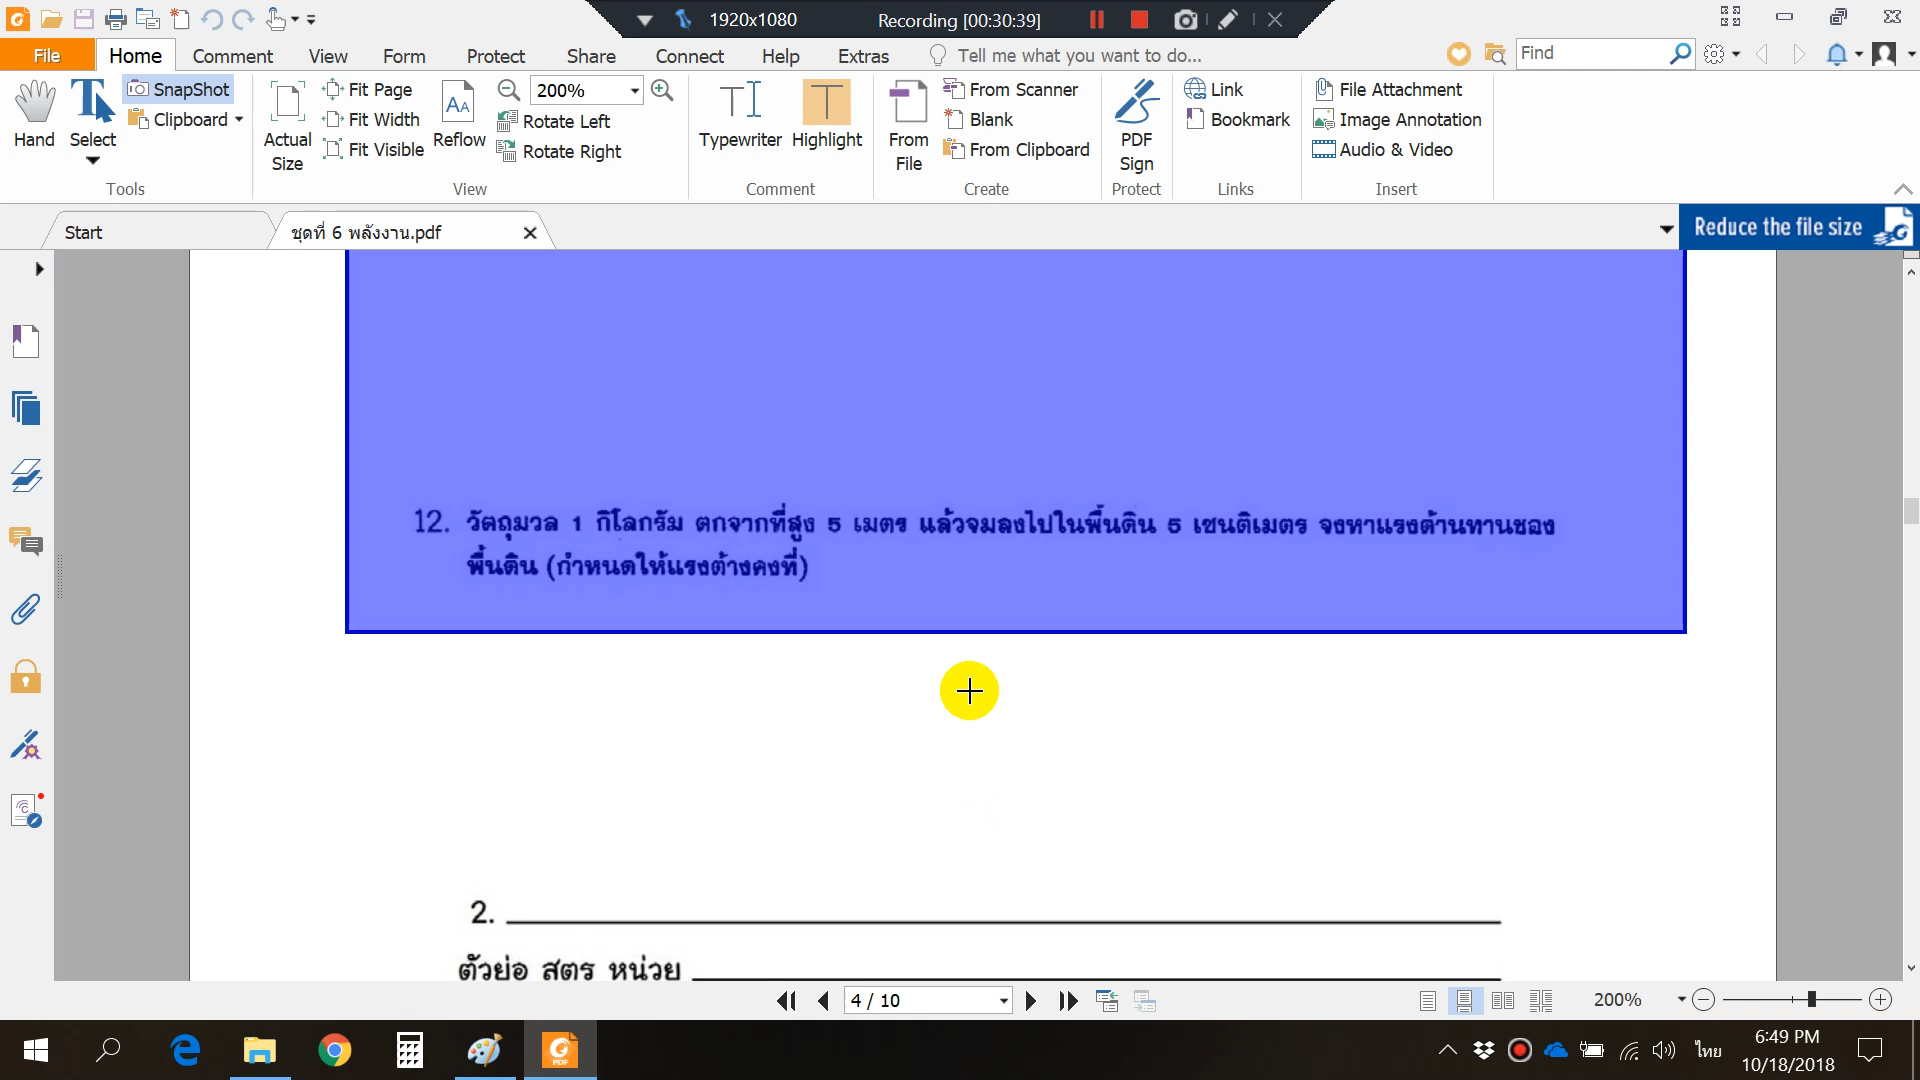 1920x1080
Recording [00:30:39]
File
Home
Comment
View
Form
Protect
Share
Connect
Help
Extras
Tell me what you want to do...
Find
Hand
Select
SnapShot
Clipboard
Tools
Actual Size
Fit Page
Fit Width
Fit Visible
Reflow
200%
Rotate Left
Rotate Right
View
Typewriter
Highlight
Comment
From File
From Scanner
Blank
From Clipboard
Create
PDF Sign
Protect
Link
Bookmark
Links
File Attachment
Image Annotation
Audio & Video
Insert
Start
ชุดที่ 6 พลังงาน.pdf
Reduce the file size
12. วัตถุมวล 1 กิโลกรัม ตกจากที่สูง 5 เมตร แล้วจมลงไปในพื้นดิน 5 เซนติเมตร จงหาแรงต้านทานของ
พื้นดิน (กำหนดให้แรงต้างคงที่)
2.
ตัวย่อ สตร หน่วย
4 / 10
200%
PDF
ไทย
6:49 PM
10/18/2018